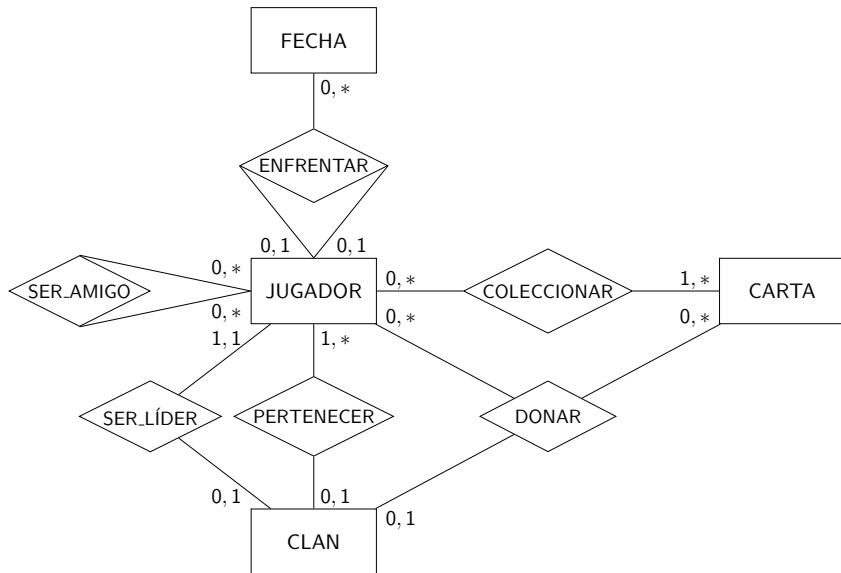 FECHA
0, ∗
ENFRENTAR
0, 1 0, 1
0, ∗ 0, ∗ 1, ∗
SER_AMIGO JUGADOR COLECCIONAR CARTA
0, ∗ 0, ∗ 0, ∗
1, 1 1, ∗
SER_LÍDER PERTENECER DONAR
0, 1 0, 1 0, 1
CLAN